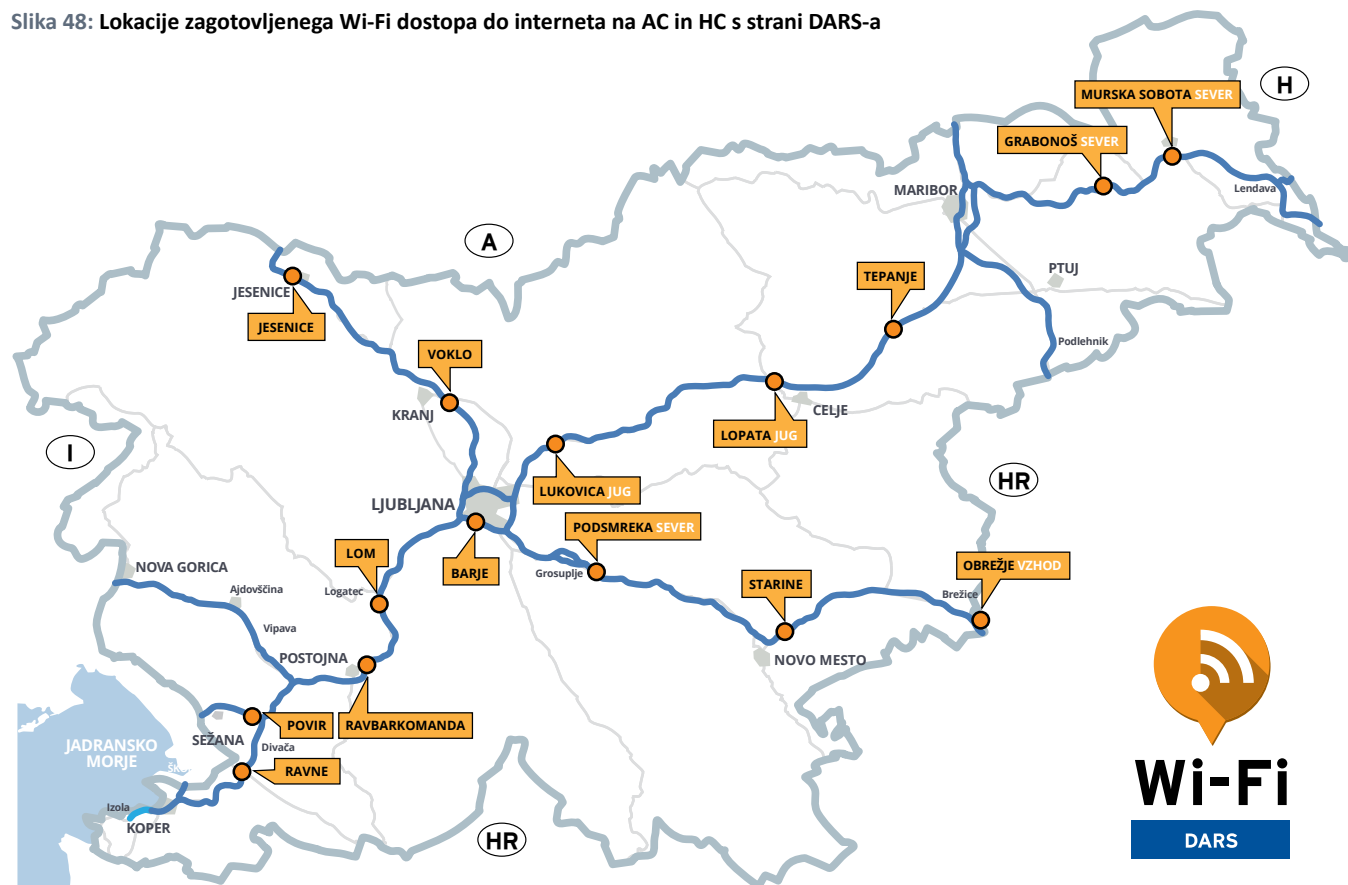 Slika 48: Lokacije zagotovljenega Wi-Fi dostopa do interneta na AC in HC s strani DARS-a
H
MURSKA SOBOTA SEVER
GRABONOŠ SEVER
MARIBOR
Lendava
A
PTUJ
TEPANJE
JESENICE
JESENICE
Podlehnik
VOKLO
KRANJ
CELJE
LOPATA JUG
I
HR
LUKOVICA JUG
LJUBLJANA
PODSMREKA SEVER
LOM
BARJE
Grosuplje
NOVA GORICA
OBREŽJE VZHOD
STARINE
Brežice
Ajdovščina
Logatec
Vipava
POSTOJNA
NOVO MESTO
POVIR
RAVBARKOMANDA
SEŽANA
Divača
JADRANSKO
MORJE
RAVNE
Izola
KOPER
HR
Wi-Fi
DARS